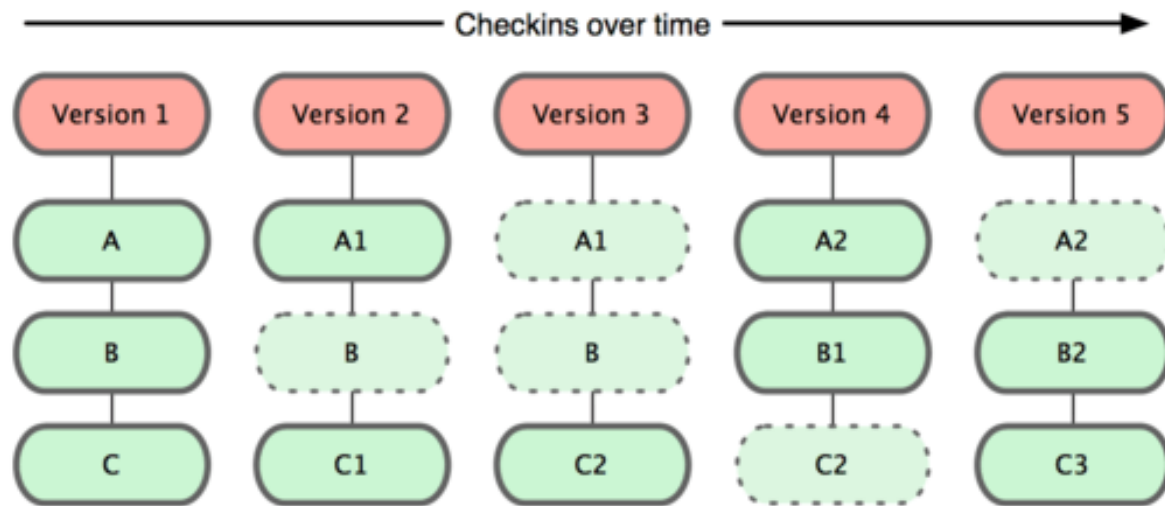 Checkins over time
Version 1 Version 2 Version 3 Version 4 Version 5
A A1 A1 A2 A2
B B B B1 B2
C C1 C2 C2 C3